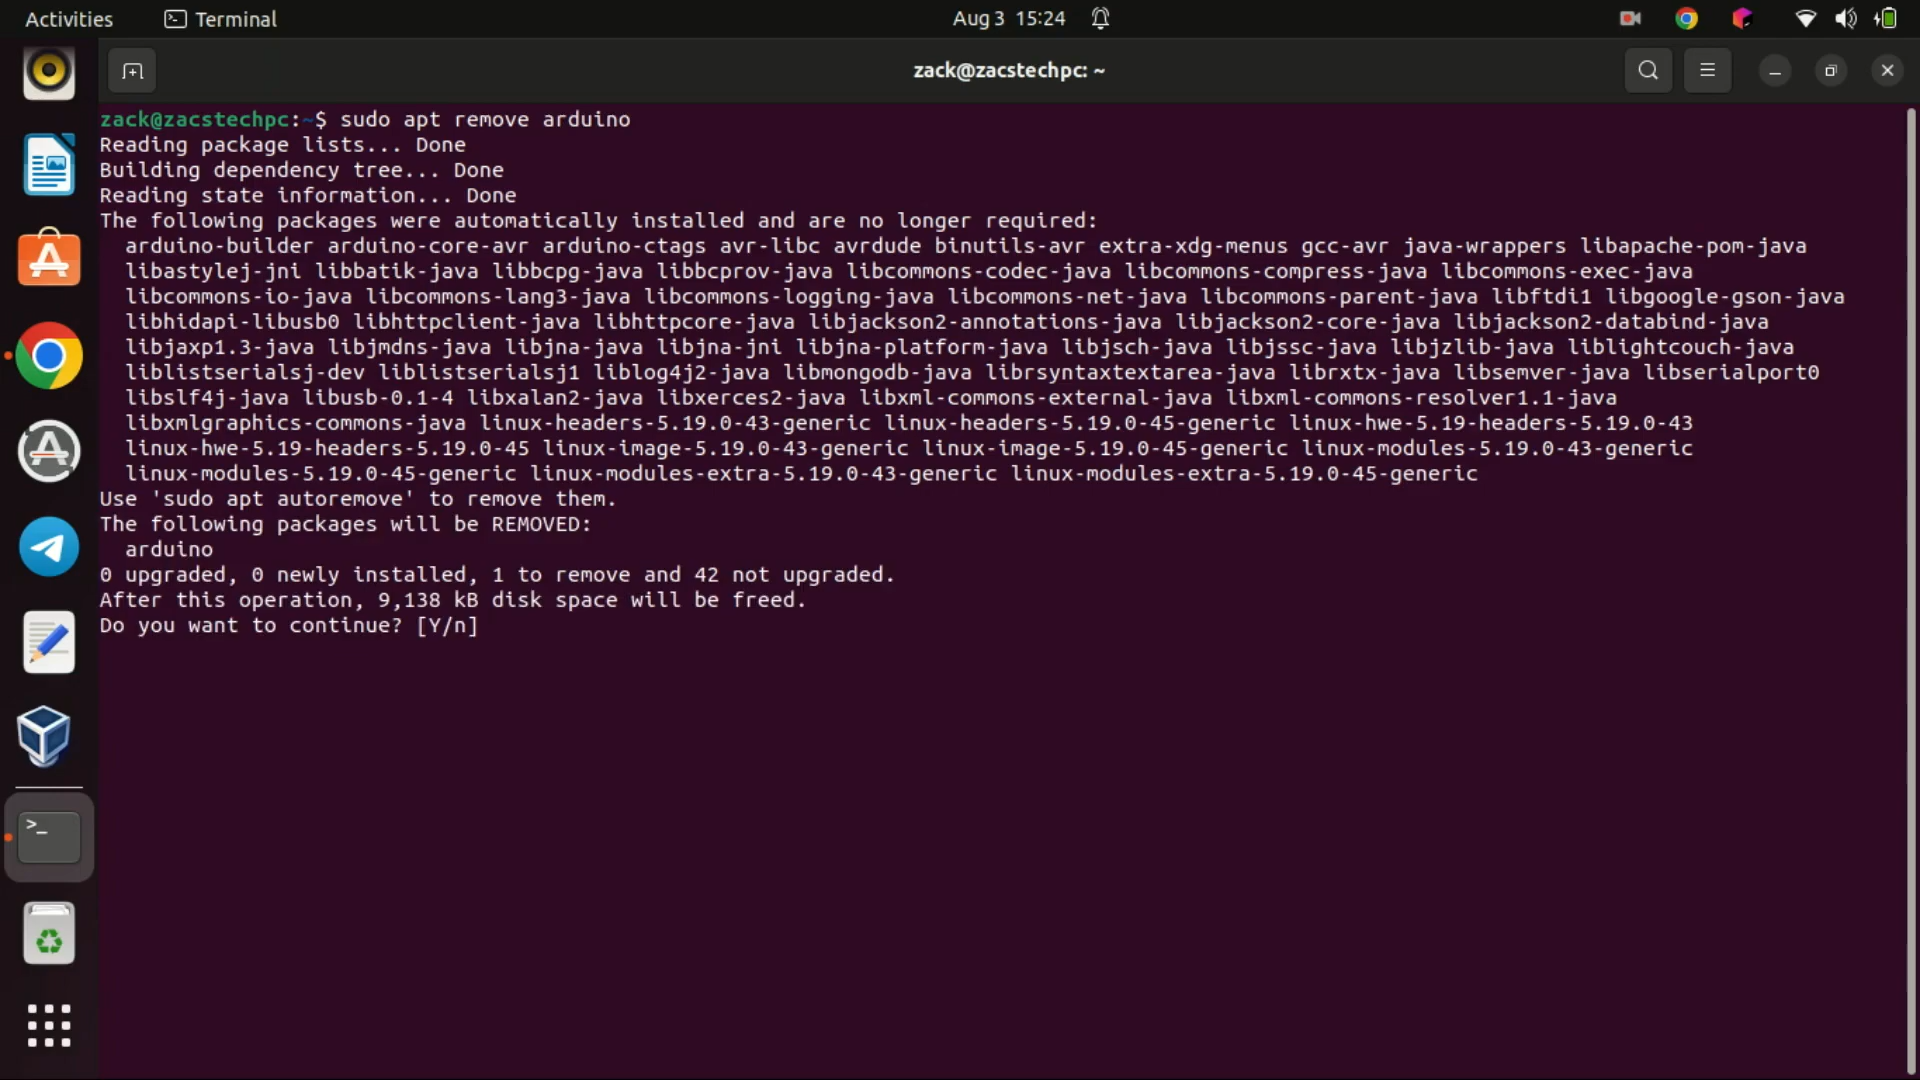 Activities
Terminal
Aug 3 15:24
zack@zacstechpc: ~
zack@zacstechpc:~$ sudo apt remove arduino
Reading package lists... Done
Building dependency tree... Done
Reading state information... Done
The following packages were automatically installed and are no longer required:
arduino-builder arduino-core-avr arduino-ctags avr-libc avrdude binutils-avr extra-xdg-menus gcc-avr java-wrappers libapache-pom-java
libastylej-jni libbatik-java libbcpg-java libbcprov-java libcommons-codec-java libcommons-compress-java libcommons-exec-java
libcommons-io-java libcommons-lang3-java libcommons-logging-java libcommons-net-java libcommons-parent-java libftdi1 libgoogle-gson-java
libhidapi-libusb0 libhttpclient-java libhttpcore-java libjackson2-annotations-java libjackson2-core-java libjackson2-databind-java
libjaxp1.3-java libjmdns-java libjna-java libjna-jni libjna-platform-java libjsch-java libjssc-java libjzlib-java liblightcouch-java
liblistserialsj-dev liblistserialsj1 liblog4j2-java libmongodb-java librsyntaxtextarea-java librxtx-java libsemver-java libserialport0
libslf4j-java libusb-0.1-4 libxalan2-java libxerces2-java libxml-commons-external-java libxml-commons-resolver1.1-java
libxmlgraphics-commons-java linux-headers-5.19.0-43-generic linux-headers-5.19.0-45-generic linux-hwe-5.19-headers-5.19.0-43
linux-hwe-5.19-headers-5.19.0-45 linux-image-5.19.0-43-generic linux-image-5.19.0-45-generic linux-modules-5.19.0-43-generic
linux-modules-5.19.0-45-generic linux-modules-extra-5.19.0-43-generic linux-modules-extra-5.19.0-45-generic
Use 'sudo apt autoremove' to remove them.
The following packages will be REMOVED:
arduino
0 upgraded, 0 newly installed, 1 to remove and 42 not upgraded.
After this operation, 9,138 kB disk space will be freed.
Do you want to continue? [Y/n]